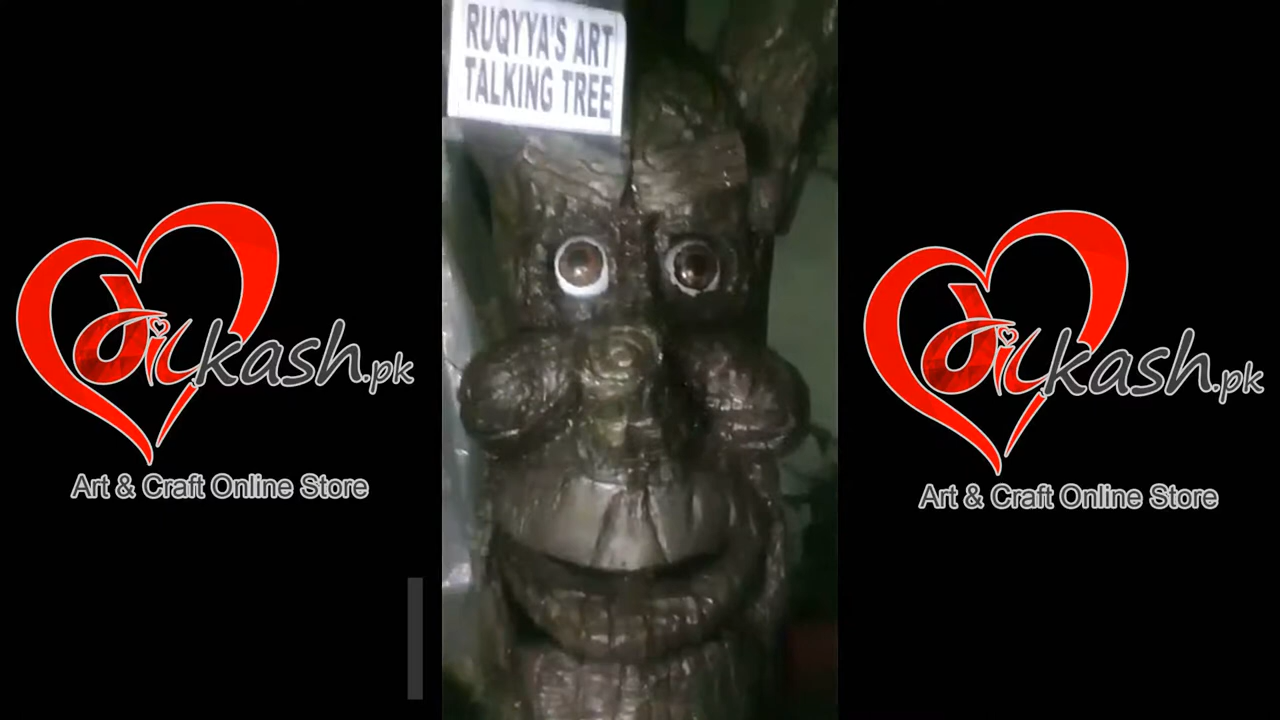 RUQYYA'S ART
TALKING TREE
dilkash.pk
Art & Craft Online Store
dilkash.pk
Art & Craft Online Store